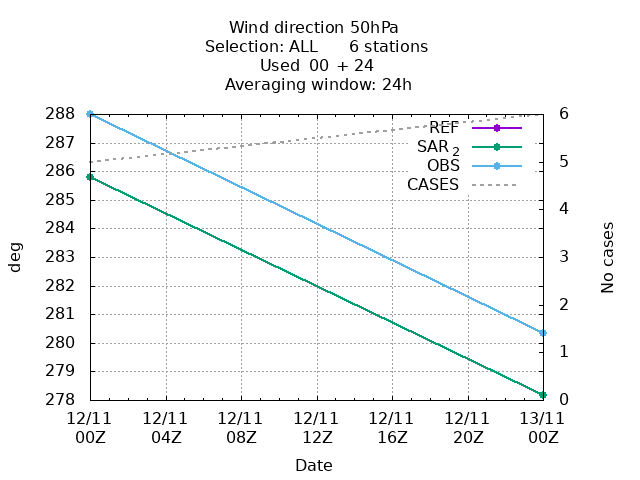 Wind direction 50hPa
Selection: ALL      6 stations
Used  00  + 24
Averaging window: 24h
288
287
286
285
284
283
282
281
280
279
278
6
5
4
3
2
1
0
REF
SAR 2
OBS
CASES
deg
No cases
12/11 12/11 12/11 12/11 12/11 12/11 13/11
00Z 04Z 08Z 12Z 16Z 20Z 00Z
Date